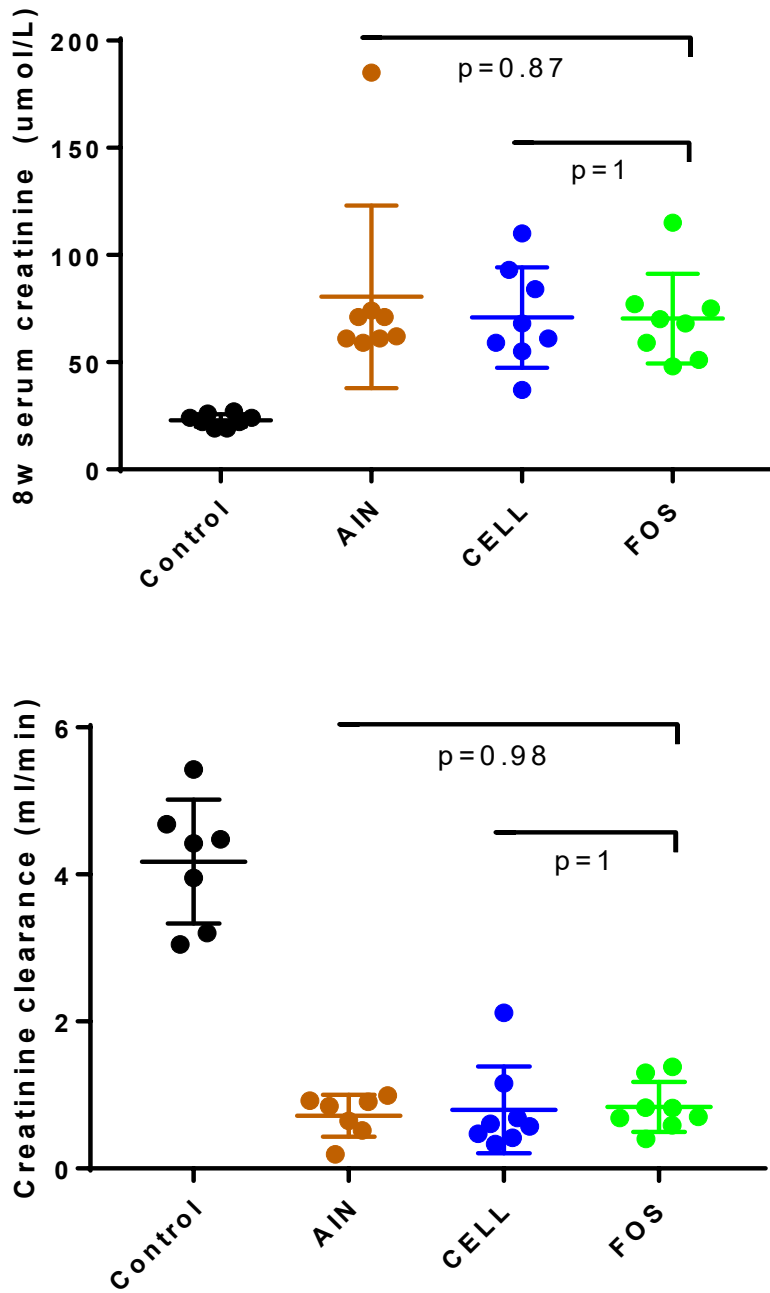 8w serum creatinine (umol/L)
200
150
100
50
0
p=0.87
p=1
Control
AIN
CELL
FOS
Creatinine clearance (ml/min)
6
4
2
0
p=0.98
p=1
Control
AIN
CELL
FOS